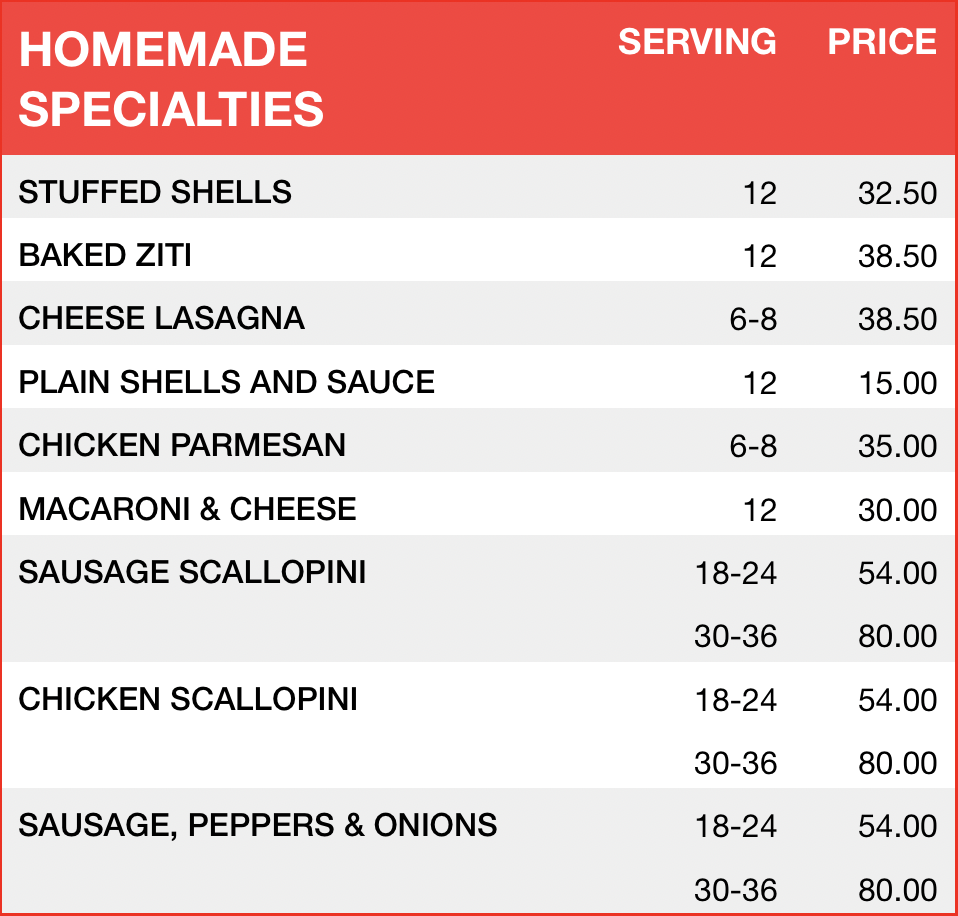 HOMEMADE SPECIALTIES SERVING PRICE
STUFFED SHELLS 12 32.50
BAKED ZITI 12 38.50
CHEESE LASAGNA 6-8 38.50
PLAIN SHELLS AND SAUCE 12 15.00
CHICKEN PARMESAN 6-8 35.00
MACARONI & CHEESE 12 30.00
SAUSAGE SCALLOPINI 18-24 54.00
30-36 80.00
CHICKEN SCALLOPINI 18-24 54.00
30-36 80.00
SAUSAGE, PEPPERS & ONIONS 18-24 54.00
30-36 80.00